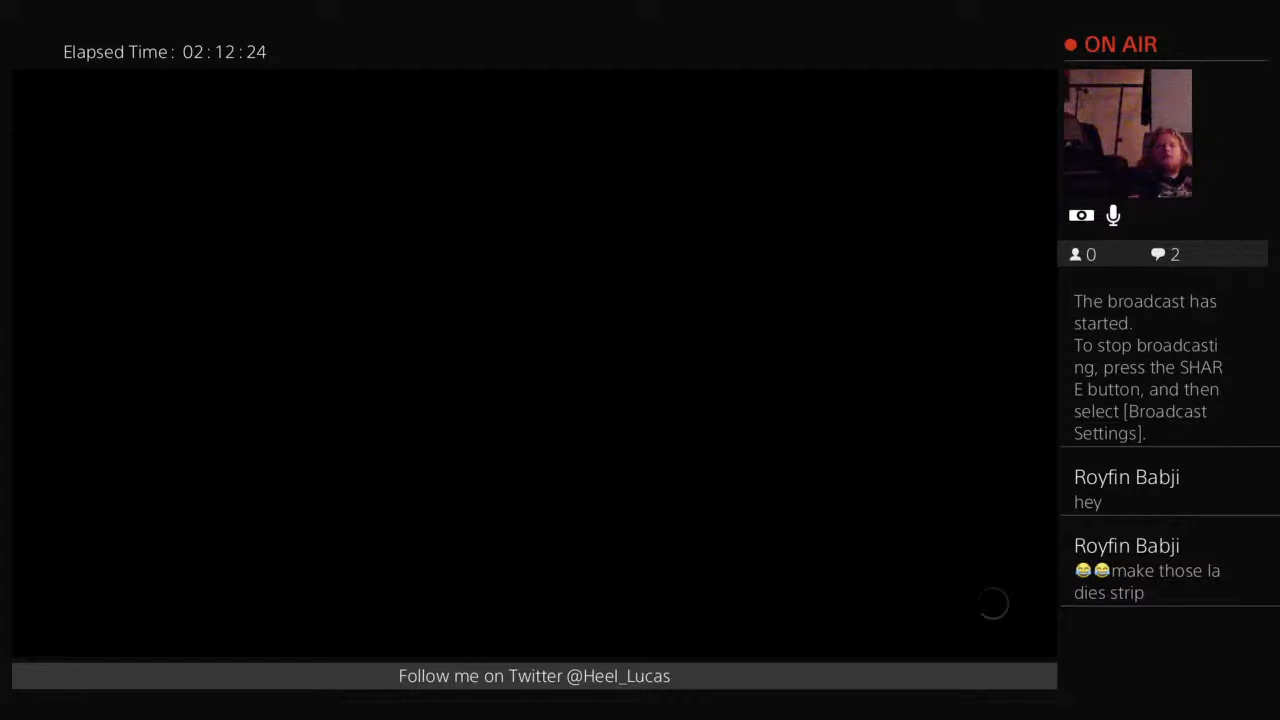 Elapsed Time: 02:12:24
ON AIR
0 2
The broadcast has
started.
To stop broadcasti
ng, press the SHAR
E button, and then
select [Broadcast
Settings].
Royfin Babji
hey
Royfin Babji
😂😂make those la
dies strip
Follow me on Twitter @Heel_Lucas